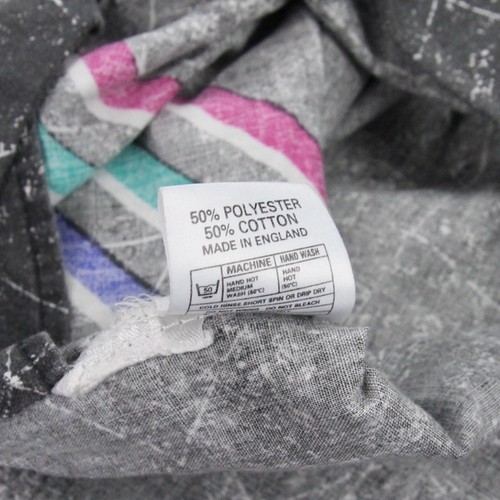 50% POLYESTER
50% COTTON
MADE IN ENGLAND
MACHINE HAND WASH
50 HAND HOT HAND
MEDIUM HOT
WASH (50°C) (50°C)
COLD RINSE. SHORT SPIN OR DRIP DRY
DO NOT BLEACH